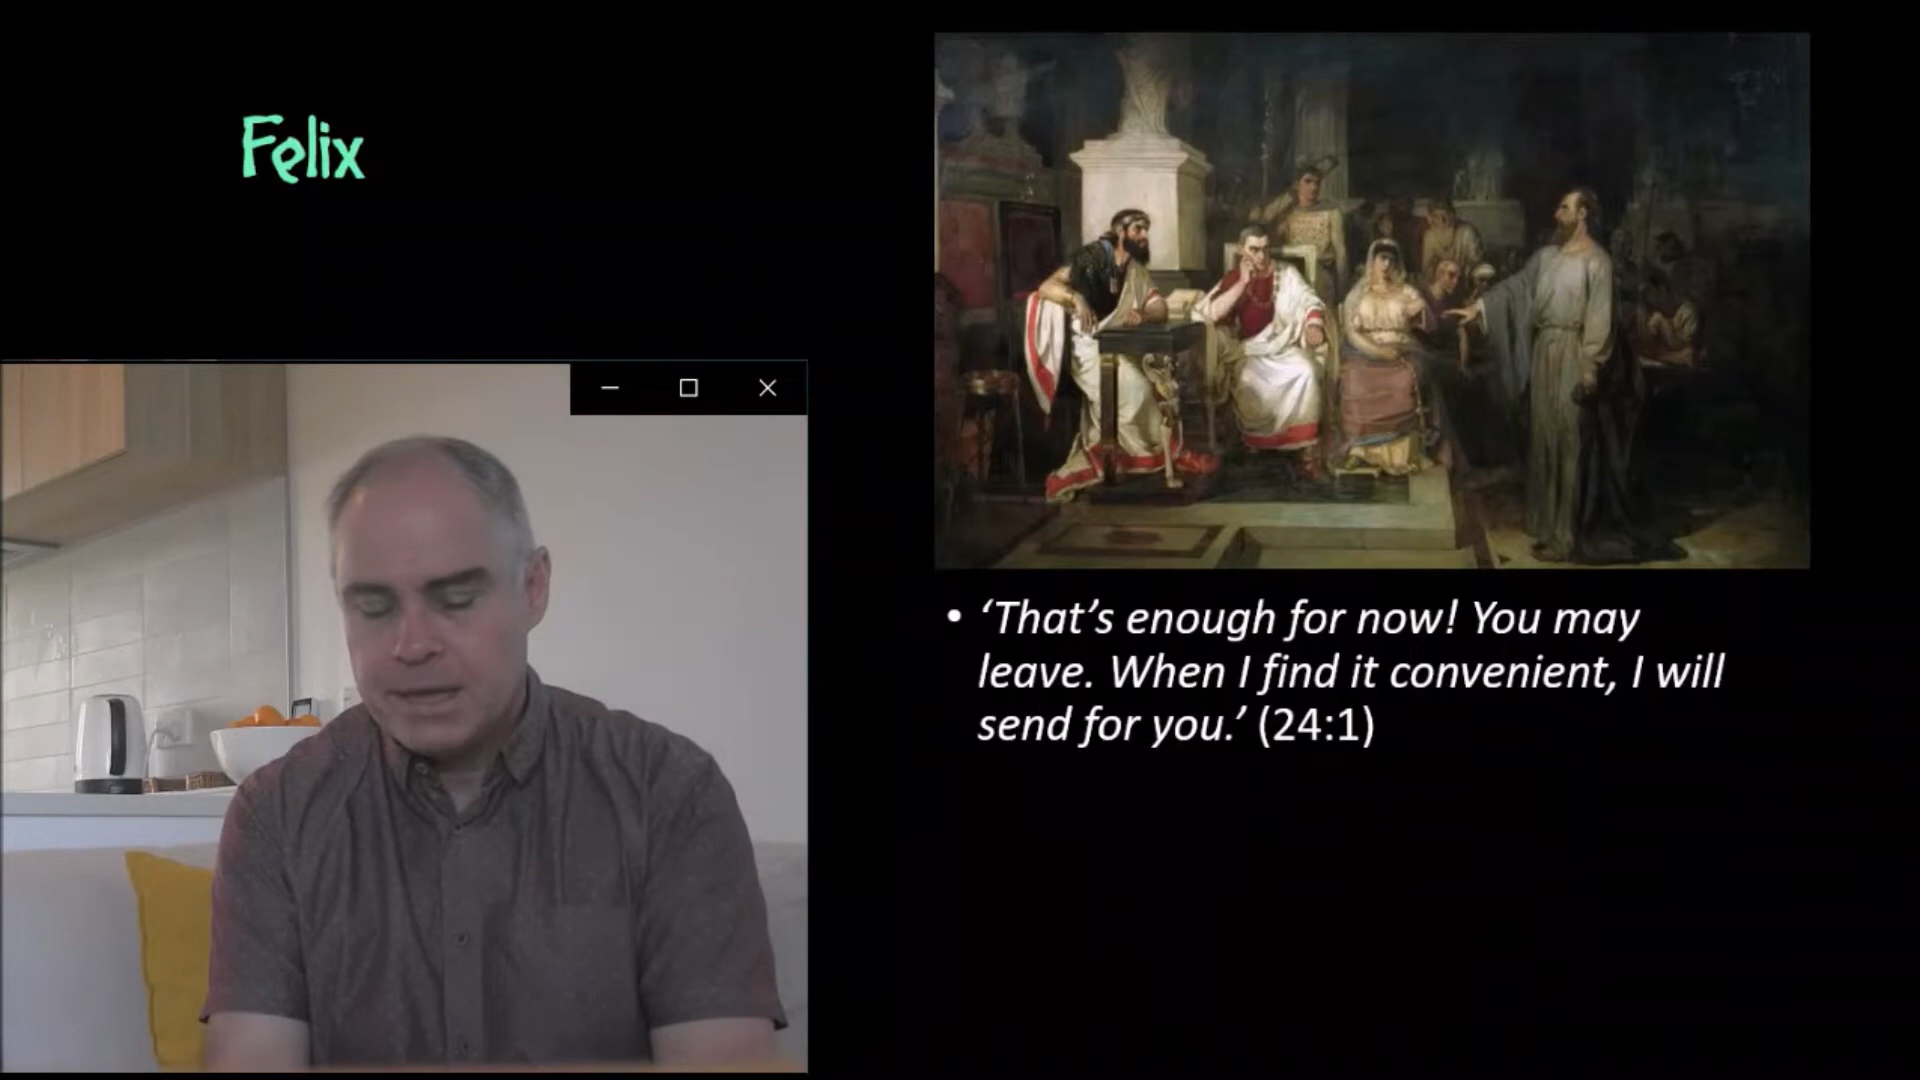 Felix
• ‘That’s enough for now! You may
leave. When I find it convenient, I will
send for you.’ (24:1)